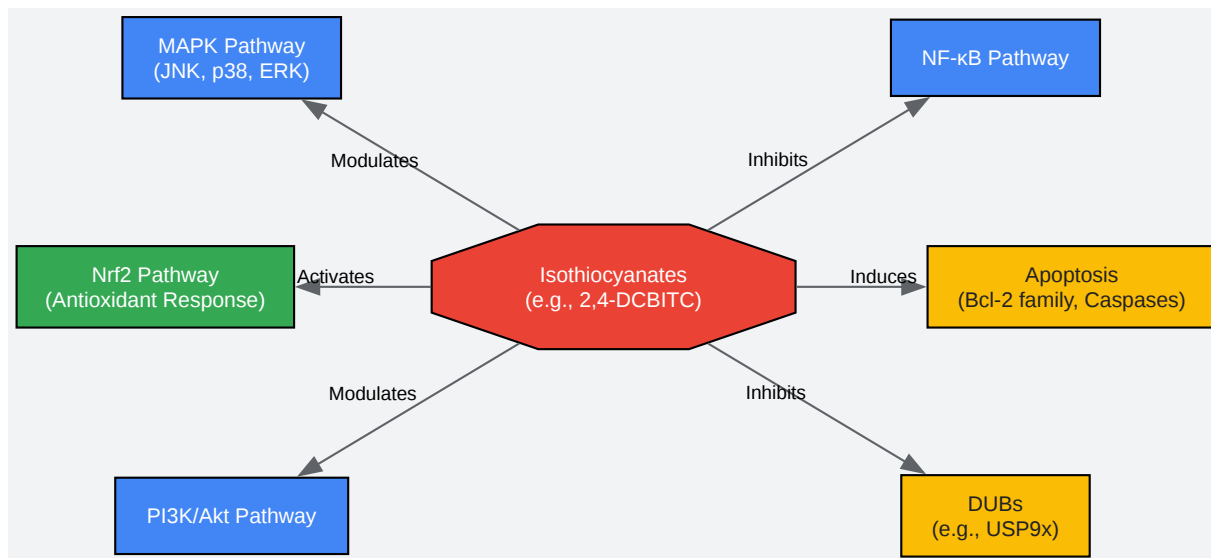 MAPK Pathway
(JNK, p38, ERK)
NF-κB Pathway
Modulates
Inhibits
Nrf2 Pathway
(Antioxidant Response)
Activates
Isothiocyanates
(e.g., 2,4-DCBITC)
Induces
Apoptosis
(Bcl-2 family, Caspases)
Modulates
Inhibits
PI3K/Akt Pathway
DUBs
(e.g., USP9x)